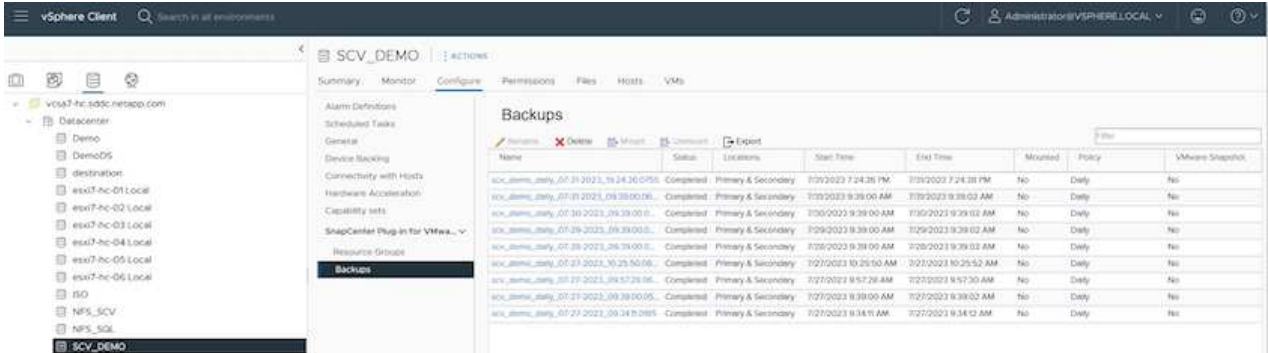 vSphere Client Search in all environments Administrator@VSPHERE.LOCAL
SCV_DEMO ACTIONS
Summary Monitor Configure Permissions Files Hosts VMs
vcsa7-hc.sddc.netapp.com
Datacenter
Demo
DemoDS
destination
esxi7-hc-01 Local
esxi7-hc-02 Local
esxi7-hc-03 Local
esxi7-hc-04 Local
esxi7-hc-05 Local
esxi7-hc-06 Local
ISO
NFS_SCV
NFS_SQL
SCV_DEMO
Alarm Definitions
Scheduled Tasks
General
Device Backing
Connectivity with Hosts
Hardware Acceleration
Capability sets
SnapCenter Plug-in for VMwa...
Resource Groups
Backups
Backups
Rename Delete Mount Unmount Export Filter
Name Status Locations Start Time End Time Mounted Policy VMware Snapshot
Completed Primary & Secondary 7/31/2023 7:24:36 PM 7/31/2023 7:24:38 PM No Daily No
Completed Primary & Secondary 7/31/2023 9:39:00 AM 7/31/2023 9:39:02 AM No Daily No
Completed Primary & Secondary 7/30/2023 9:39:00 AM 7/30/2023 9:39:02 AM No Daily No
Completed Primary & Secondary 7/29/2023 9:39:00 AM 7/29/2023 9:39:02 AM No Daily No
Completed Primary & Secondary 7/28/2023 9:39:00 AM 7/28/2023 9:39:02 AM No Daily No
Completed Primary & Secondary 7/27/2023 10:25:50 AM 7/27/2023 10:25:52 AM No Daily No
Completed Primary & Secondary 7/27/2023 9:57:28 AM 7/27/2023 9:57:30 AM No Daily No
Completed Primary & Secondary 7/27/2023 9:39:00 AM 7/27/2023 9:39:02 AM No Daily No
Completed Primary & Secondary 7/27/2023 9:34:11 AM 7/27/2023 9:34:12 AM No Daily No